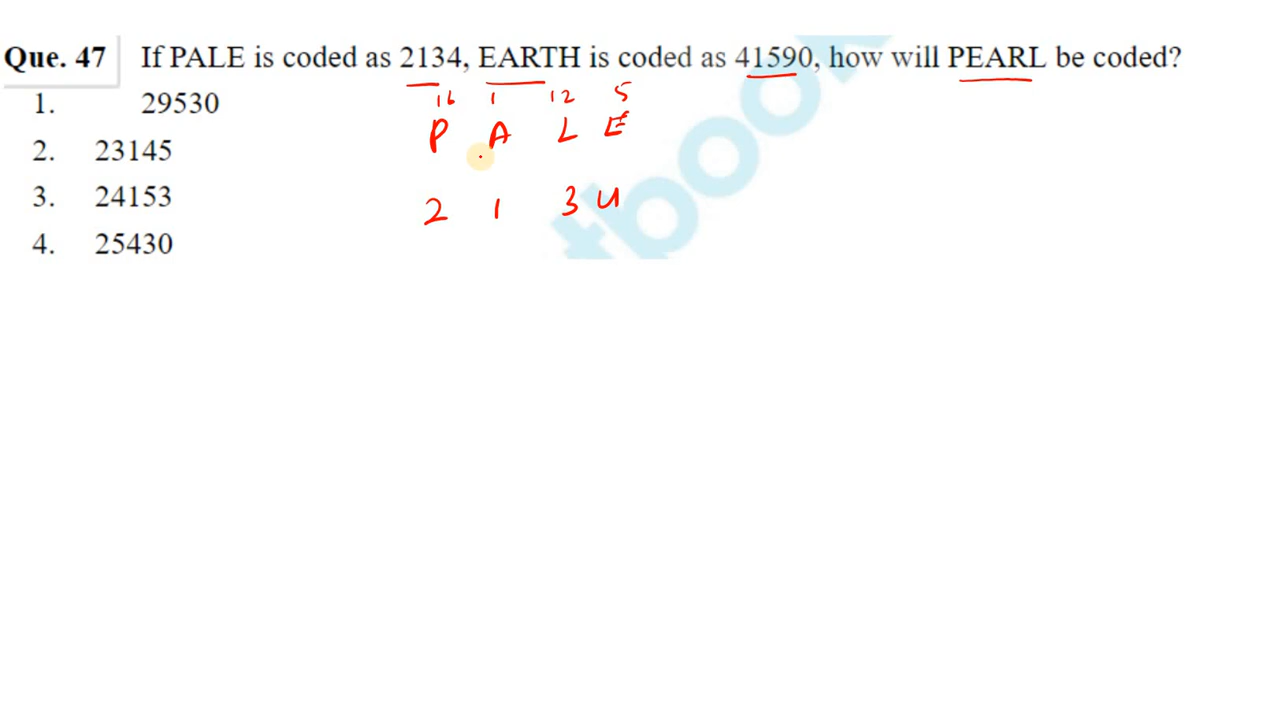 Que. 47 If PALE is coded as 2134, EARTH is coded as 41590, how will PEARL be coded?
1. 29530
2. 23145
3. 24153
4. 25430
16 1 12 5
P A L E
2 1 3 4
tbook